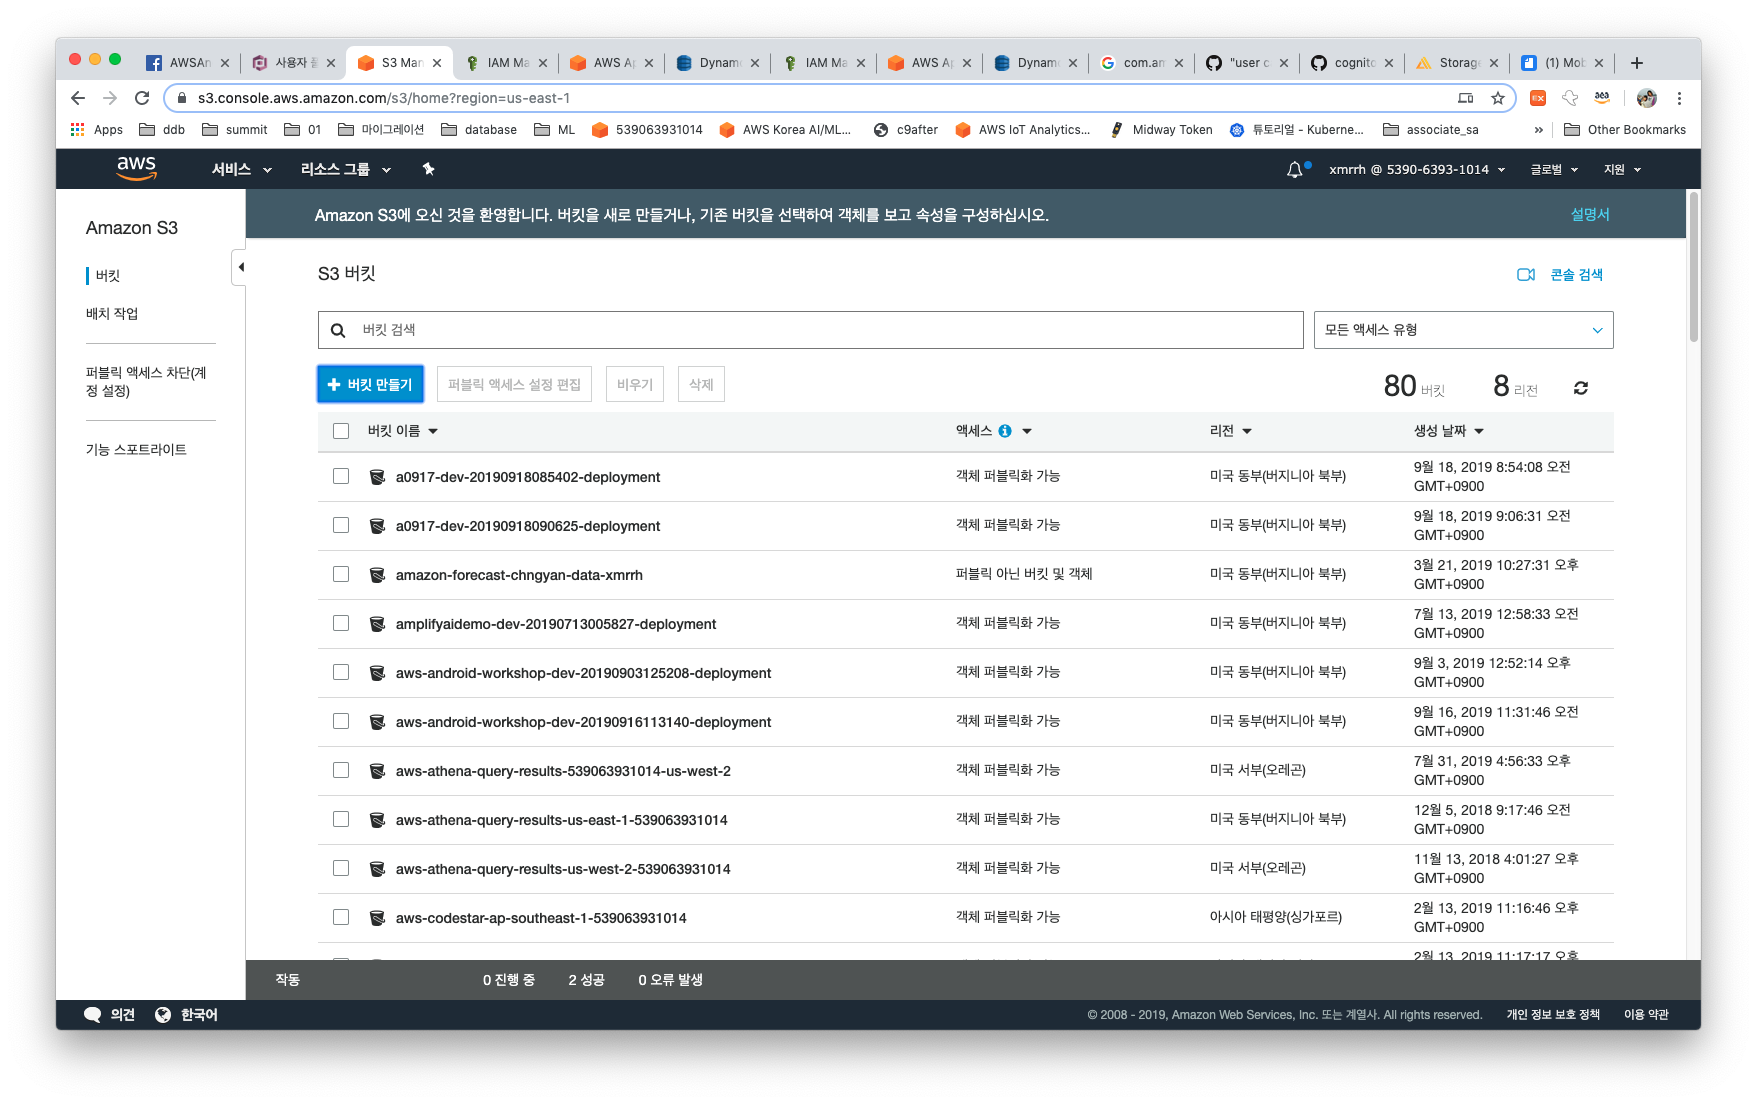 AWSAn
사용자 풀
S3 Man
IAM Ma
AWS Ap
Dynam
IAM Ma
AWS Ap
Dynam
com.am
"user c
cognito
Storage
(1) Mob
s3.console.aws.amazon.com/s3/home?region=us-east-1
Apps
ddb
summit
01
마이그레이션
database
ML
539063931014
AWS Korea AI/ML...
c9after
AWS IoT Analytics...
Midway Token
튜토리얼 - Kuberne...
associate_sa
»
Other Bookmarks
aws
서비스
리소스 그룹
xmrrh @ 5390-6393-1014
글로벌
지원
Amazon S3
버킷
배치 작업
퍼블릭 액세스 차단(계
정 설정)
기능 스포트라이트
Amazon S3에 오신 것을 환영합니다. 버킷을 새로 만들거나, 기존 버킷을 선택하여 객체를 보고 속성을 구성하십시오.
설명서
S3 버킷
콘솔 검색
버킷 검색
모든 액세스 유형
+ 버킷 만들기
퍼블릭 액세스 설정 편집
비우기
삭제
80 버킷
8 리전
버킷 이름
액세스
리전
생성 날짜
a0917-dev-20190918085402-deployment
객체 퍼블릭화 가능
미국 동부(버지니아 북부)
9월 18, 2019 8:54:08 오전
GMT+0900
a0917-dev-20190918090625-deployment
객체 퍼블릭화 가능
미국 동부(버지니아 북부)
9월 18, 2019 9:06:31 오전
GMT+0900
amazon-forecast-chngyan-data-xmrrh
퍼블릭 아닌 버킷 및 객체
미국 동부(버지니아 북부)
3월 21, 2019 10:27:31 오후
GMT+0900
amplifyaidemo-dev-20190713005827-deployment
객체 퍼블릭화 가능
미국 동부(버지니아 북부)
7월 13, 2019 12:58:33 오전
GMT+0900
aws-android-workshop-dev-20190903125208-deployment
객체 퍼블릭화 가능
미국 동부(버지니아 북부)
9월 3, 2019 12:52:14 오후
GMT+0900
aws-android-workshop-dev-20190916113140-deployment
객체 퍼블릭화 가능
미국 동부(버지니아 북부)
9월 16, 2019 11:31:46 오전
GMT+0900
aws-athena-query-results-539063931014-us-west-2
객체 퍼블릭화 가능
미국 서부(오레곤)
7월 31, 2019 4:56:33 오후
GMT+0900
aws-athena-query-results-us-east-1-539063931014
객체 퍼블릭화 가능
미국 동부(버지니아 북부)
12월 5, 2018 9:17:46 오전
GMT+0900
aws-athena-query-results-us-west-2-539063931014
객체 퍼블릭화 가능
미국 서부(오레곤)
11월 13, 2018 4:01:27 오후
GMT+0900
aws-codestar-ap-southeast-1-539063931014
객체 퍼블릭화 가능
아시아 태평양(싱가포르)
2월 13, 2019 11:16:46 오후
GMT+0900
2월 13, 2019 11:17:17 오후
작동
0 진행 중
2 성공
0 오류 발생
의견
한국어
© 2008 - 2019, Amazon Web Services, Inc. 또는 계열사. All rights reserved.
개인 정보 보호 정책
이용 약관